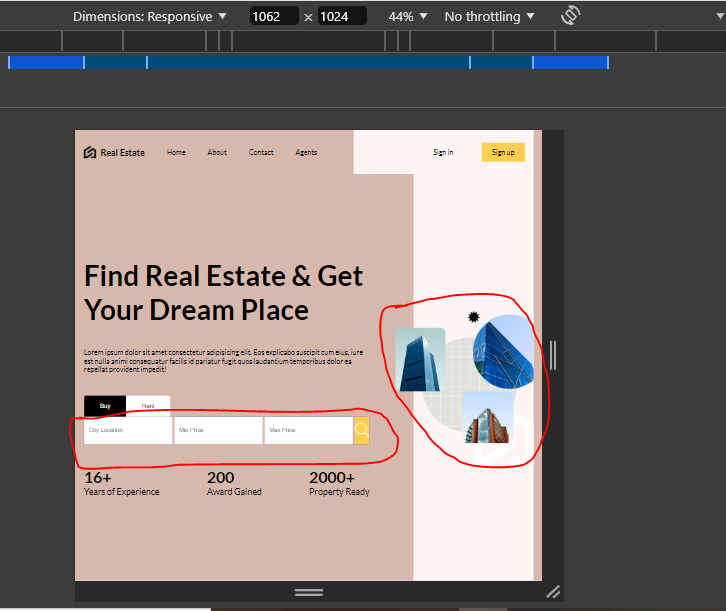 Dimensions: Responsive ▼ 1062 × 1024 44% ▼ No throttling ▼
Real Estate Home About Contact Agents Sign in Sign up
Find Real Estate & Get
Your Dream Place
Lorem ipsum dolor sit amet consectetur adipisicing elit. Eos explicabo suscipit cum eius, iure
est nulla animi consequatur facilis id pariatur fugit quos laudantium temporibus dolor ea
repellat provident impedit!
Buy Rent
City Location Min Price Max Price
16+ 200 2000+
Years of Experience Award Gained Property Ready